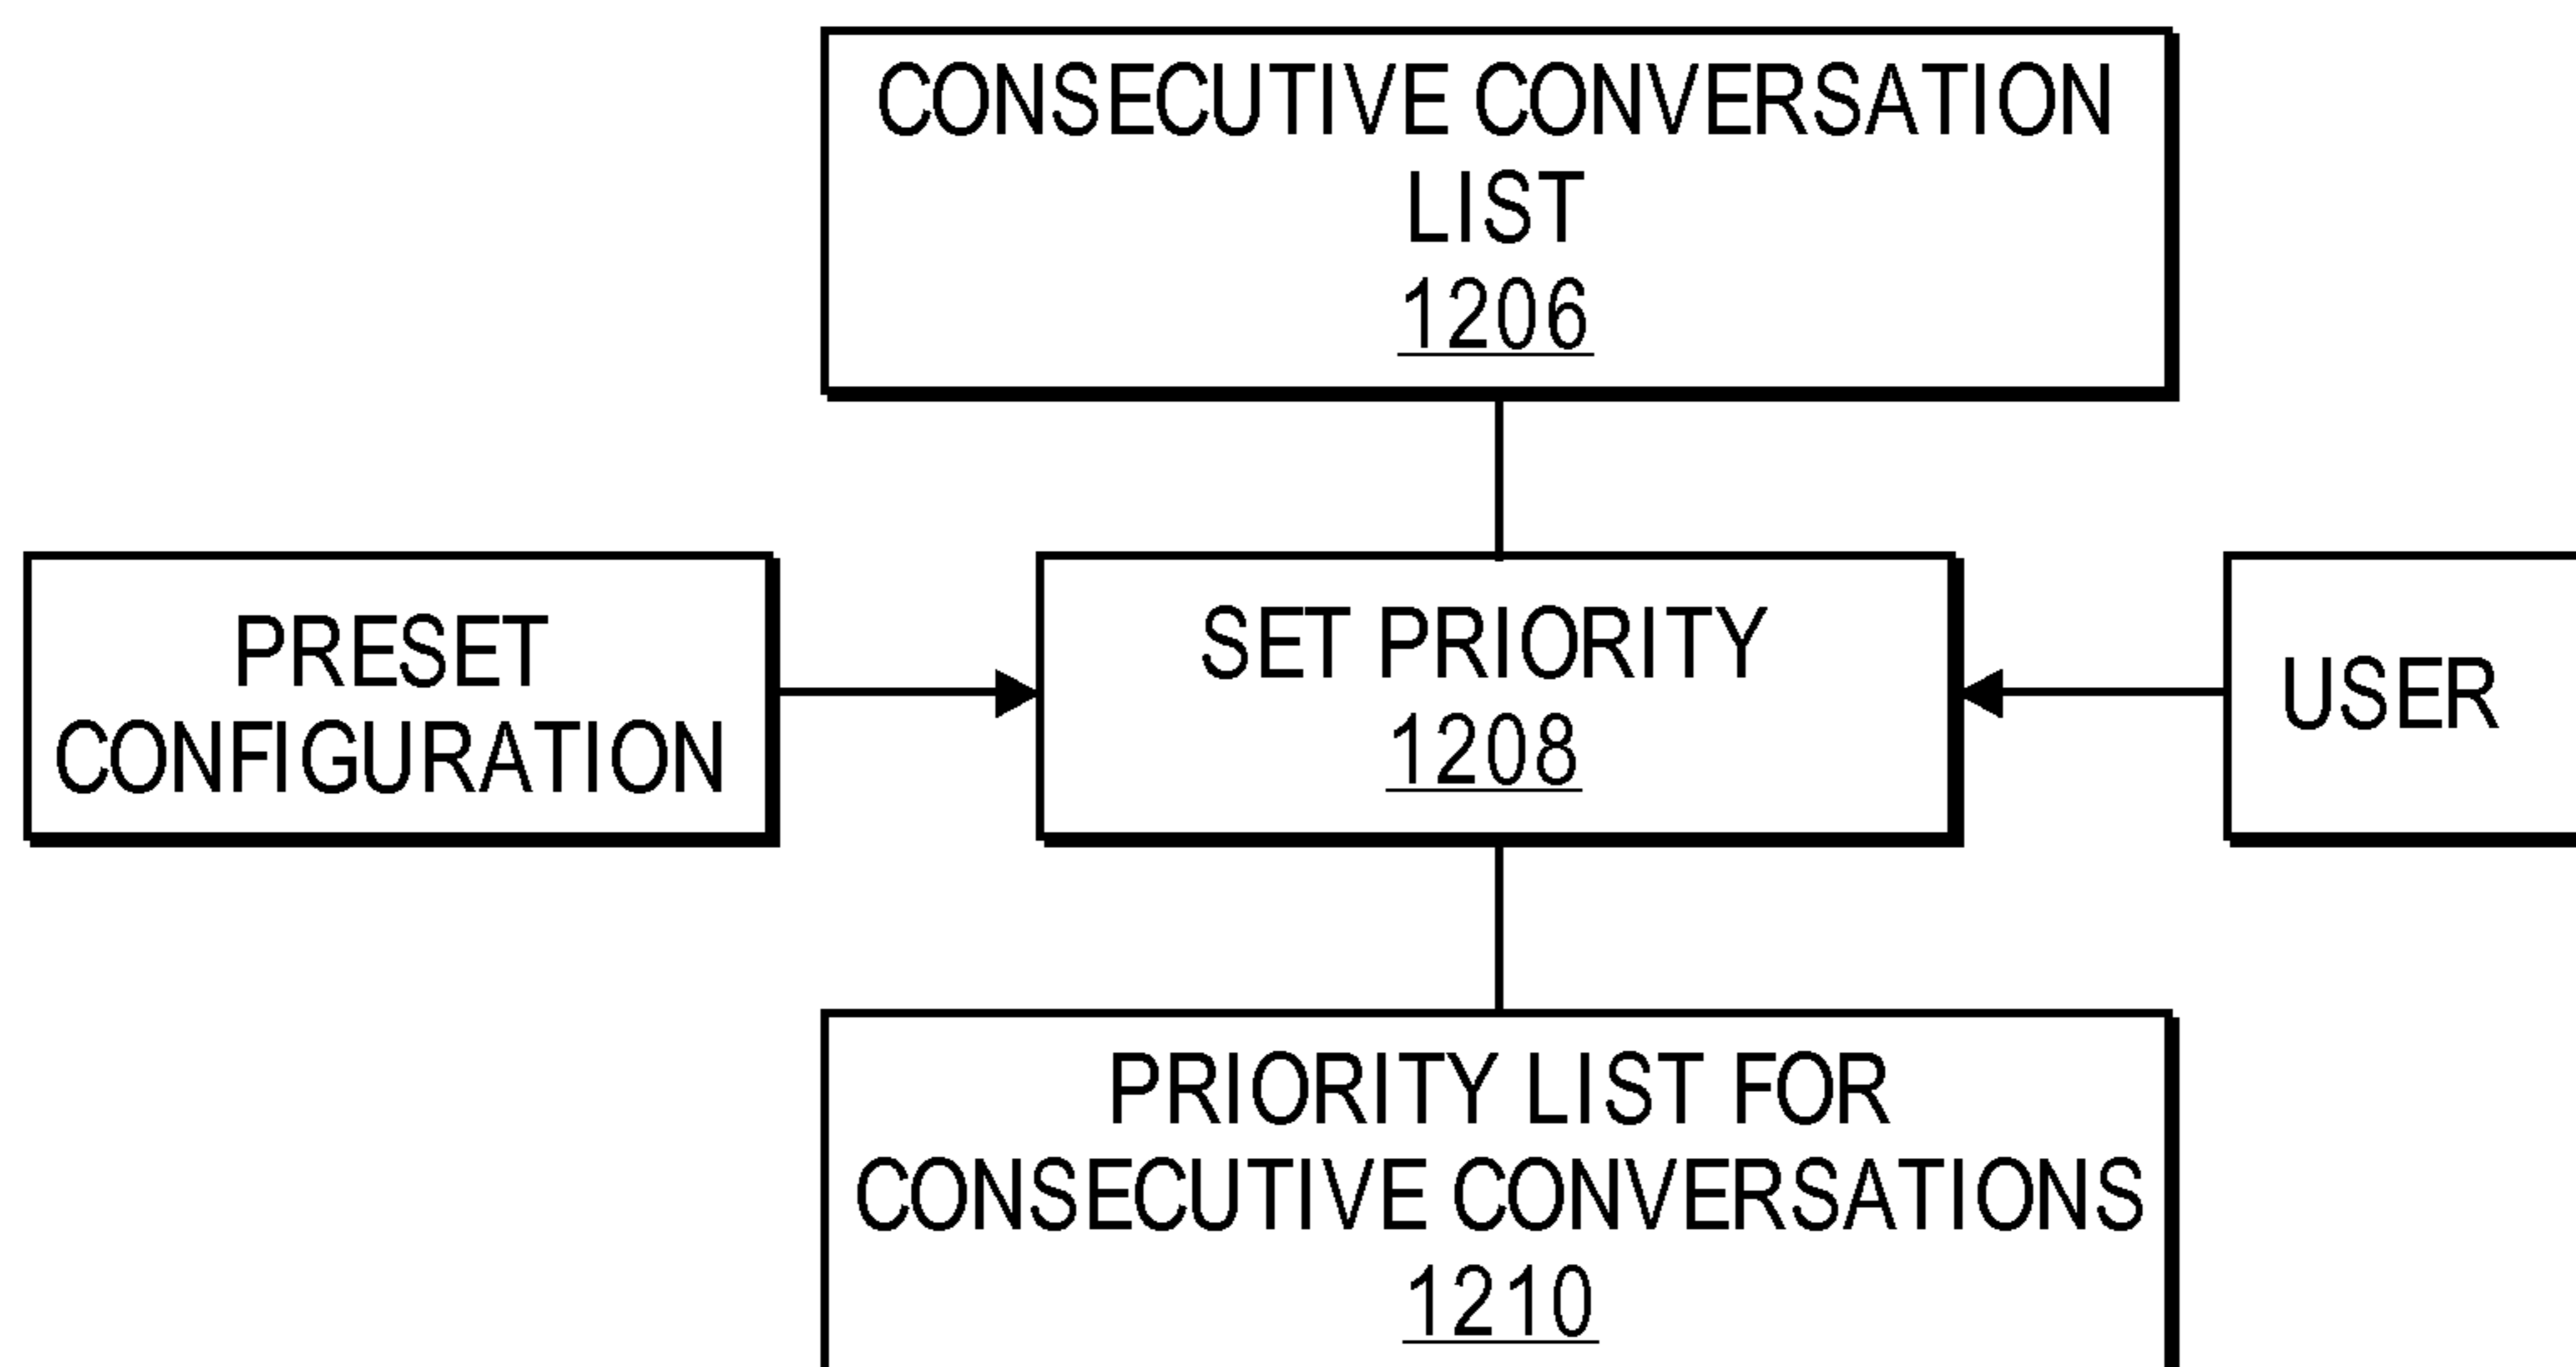 CONSECUTIVE CONVERSATION
LIST
1206
PRESET
CONFIGURATION
SET PRIORITY
1208
USER
PRIORITY LIST FOR
CONSECUTIVE CONVERSATIONS
1210